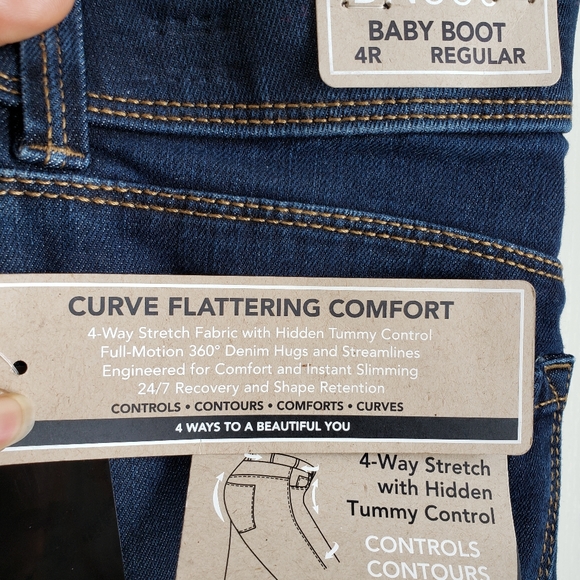 BABY BOOT
4R REGULAR
CURVE FLATTERING COMFORT
4-Way Stretch Fabric with Hidden Tummy Control
Full-Motion 360° Denim Hugs and Streamlines
Engineered for Comfort and Instant Slimming
24/7 Recovery and Shape Retention
CONTROLS • CONTOURS • COMFORTS • CURVES
4 WAYS TO A BEAUTIFUL YOU
4-Way Stretch
with Hidden
Tummy Control
CONTROLS
CONTOURS